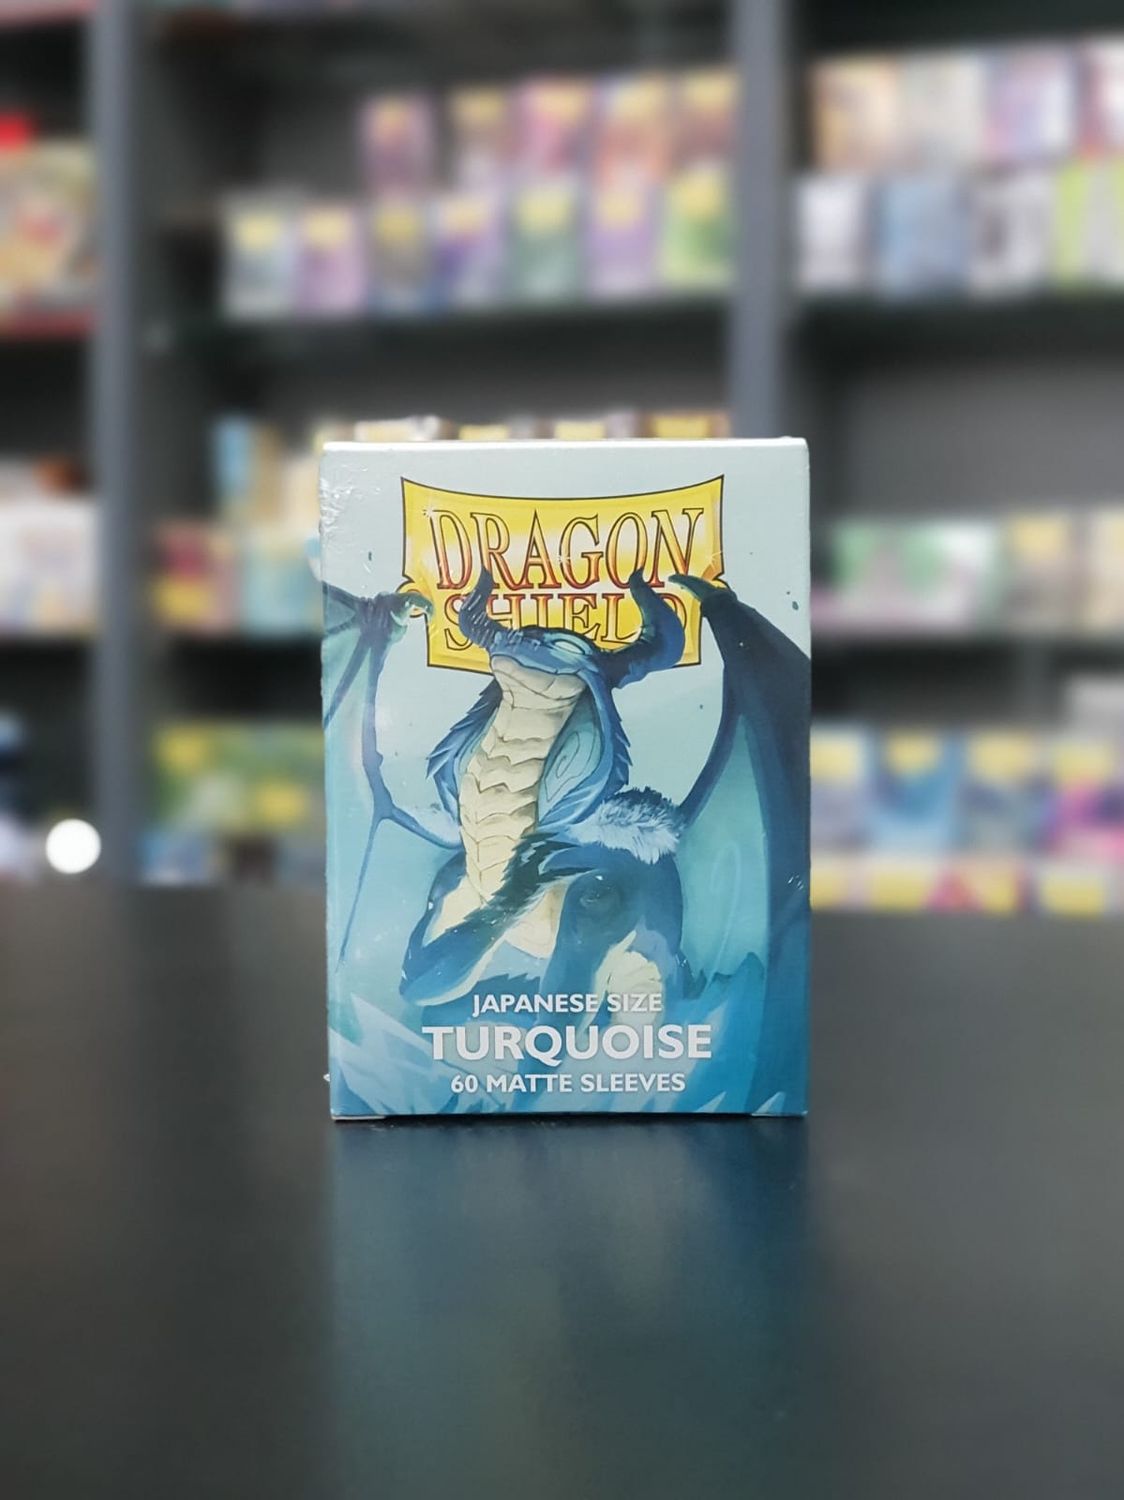 DRAGON
SHIELD
JAPANESE SIZE
TURQUOISE
60 MATTE SLEEVES